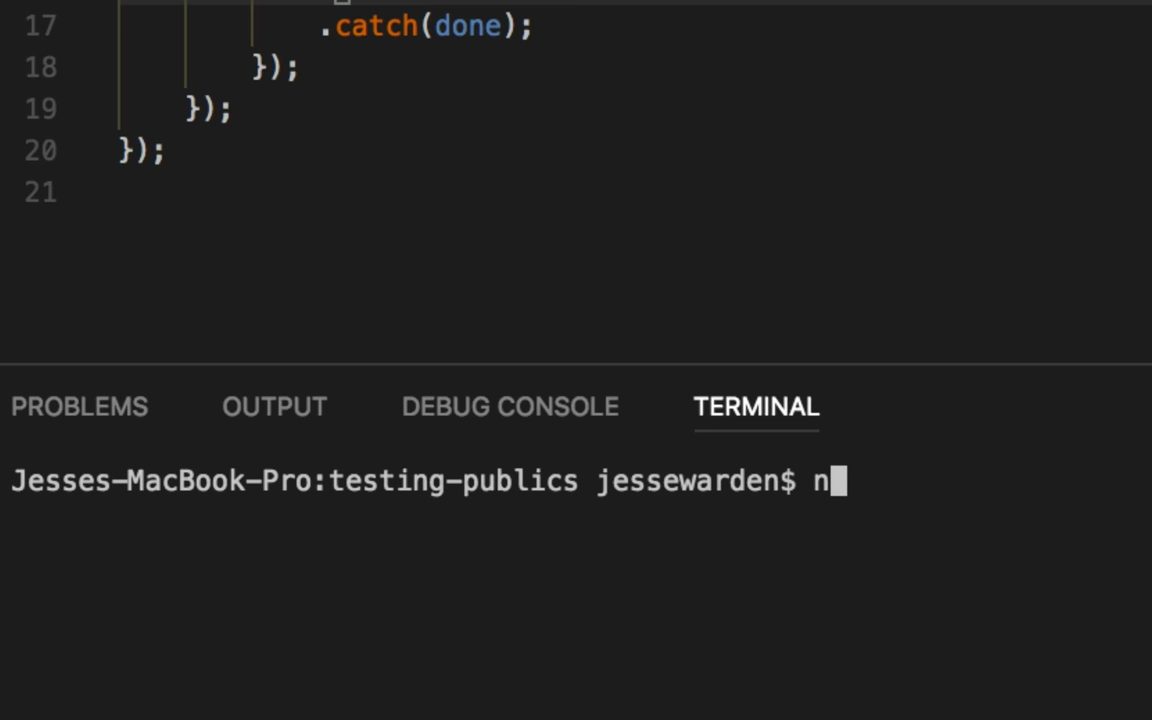 17 .catch(done);
18 });
19 });
20 });
21
PROBLEMS OUTPUT DEBUG CONSOLE TERMINAL
Jesses-MacBook-Pro:testing-publics jessewarden$ n